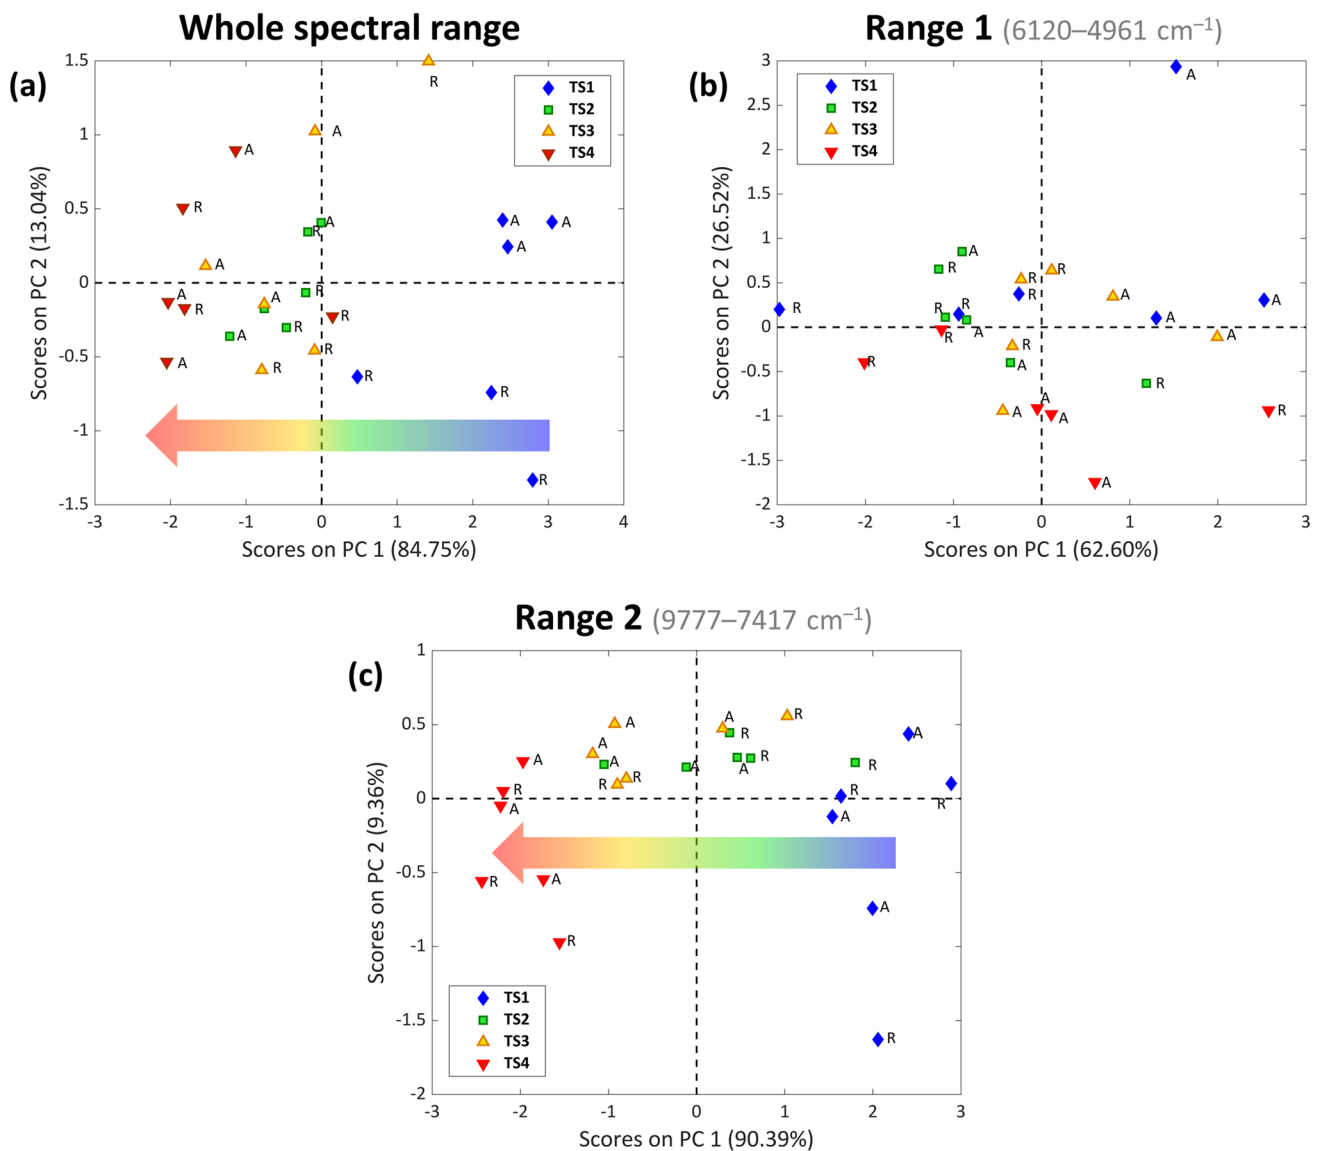 Whole spectral range
Range 1 (6120–4961 cm⁻¹)
(a)
1.5
1
0.5
0
-0.5
-1
-1.5
-3 -2 -1 0 1 2 3 4
Scores on PC 2 (13.04%)
Scores on PC 1 (84.75%)
TS1
TS2
TS3
TS4
R
A
A
R
A
R
A
A
A
A
A
R
A
A
R
R
R
A
R
R
A
R
R
R
(b)
3
2.5
2
1.5
1
0.5
0
-0.5
-1
-1.5
-2
-3 -2 -1 0 1 2 3
Scores on PC 2 (26.52%)
Scores on PC 1 (62.60%)
TS1
TS2
TS3
TS4
A
A
R
R
R
R
A
A
R
R
R
A
A
R
A
R
R
A
R
A
A
A
R
A
Range 2 (9777–7417 cm⁻¹)
(c)
1
0.5
0
-0.5
-1
-1.5
-2
-3 -2 -1 0 1 2 3
Scores on PC 2 (9.36%)
Scores on PC 1 (90.39%)
A
A
R
R
A
A
A
A
A
R
R
R
R
A
R
A
R
R
A
R
A
A
R
R
TS1
TS2
TS3
TS4